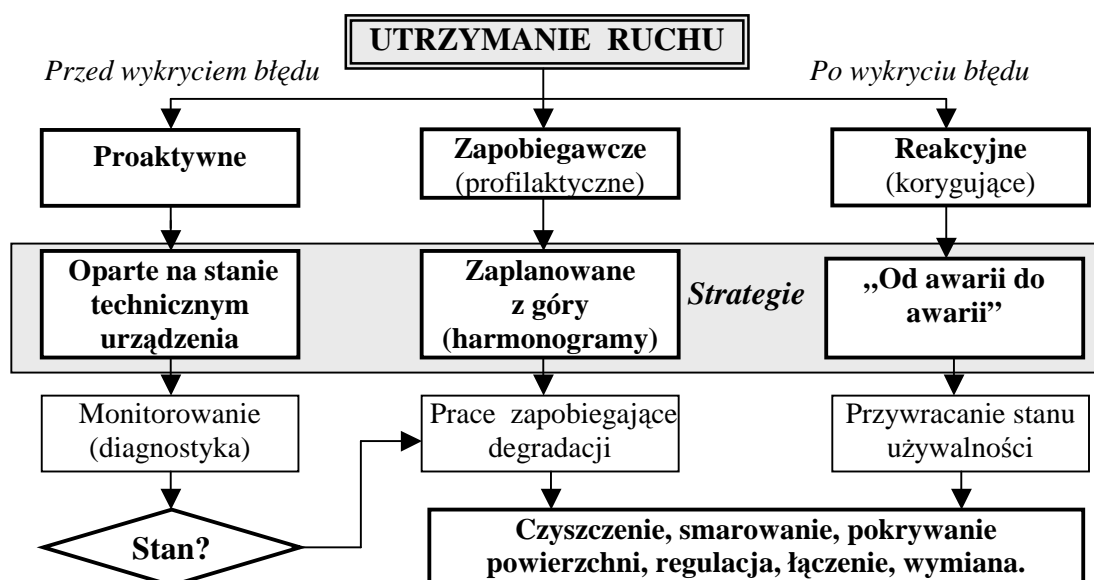 UTRZYMANIE RUCHU
Przed wykryciem błędu
Po wykryciu błędu
Proaktywne
Zapobiegawcze
(profilaktyczne)
Reakcyjne
(korygujące)
Oparte na stanie
technicznym
urządzenia
Zaplanowane
z góry
(harmonogramy)
Strategie
„Od awarii do
awarii”
Monitorowanie
(diagnostyka)
Prace zapobiegające
degradacji
Przywracanie stanu
używalności
Stan?
Czyszczenie, smarowanie, pokrywanie
powierzchni, regulacja, łączenie, wymiana.